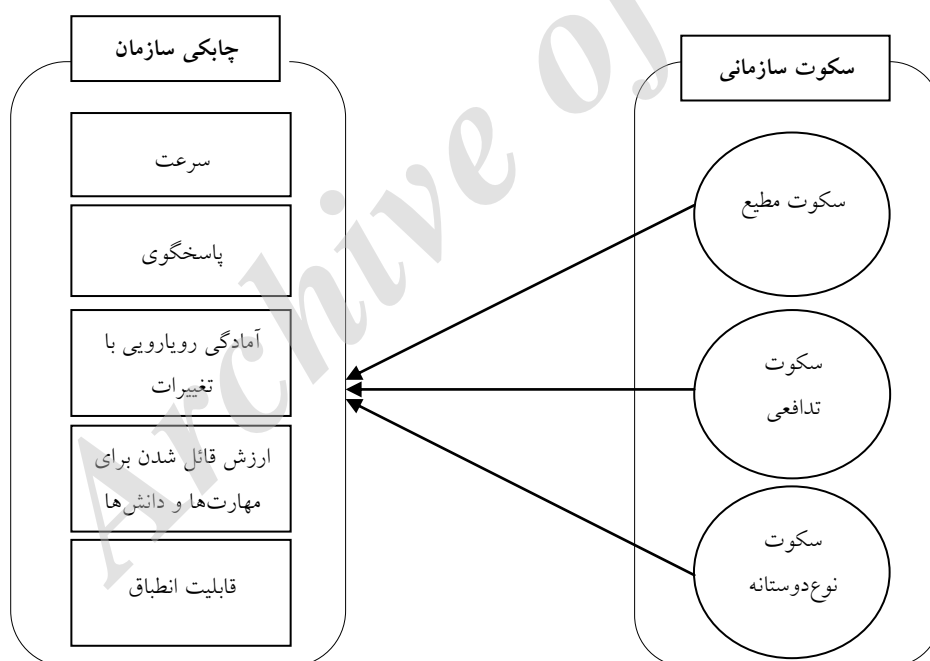 سکوت سازمانی
سکوت مطیع
سکوت
تدافعی
سکوت
نوع‌دوستانه
چابکی سازمان
سرعت
پاسخگوی
آمادگی رویارویی با
تغییرات
ارزش قائل شدن برای
مهارت‌ها و دانش‌ها
قابلیت انطباق
Archive of